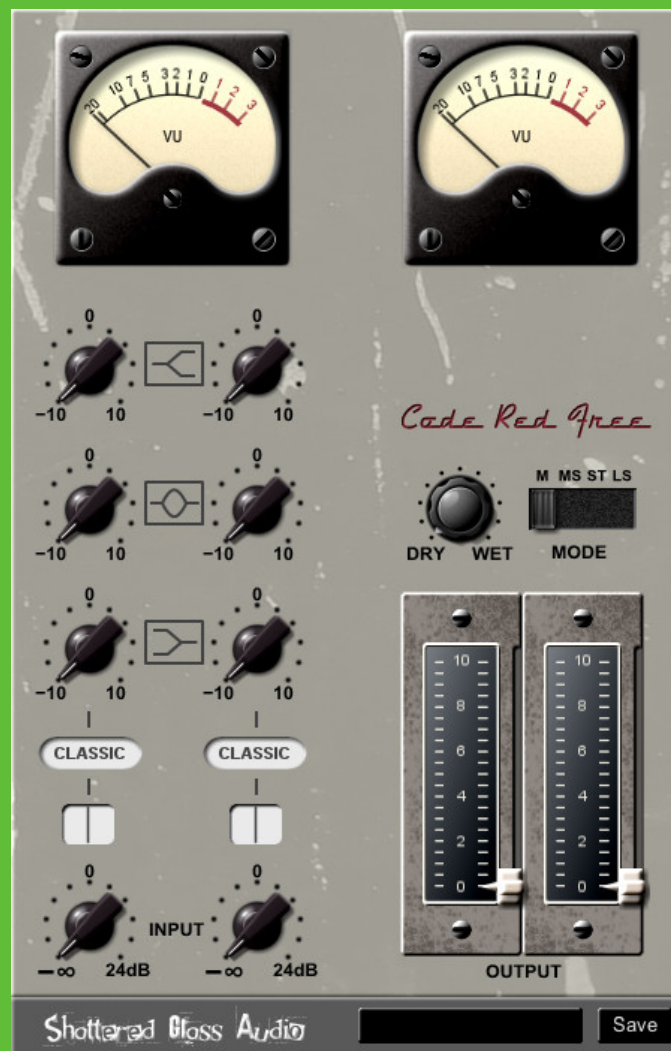 20 10 7 5 3 2 1 0 1 2 3
VU
20 10 7 5 3 2 1 0 1 2 3
VU
0 0
-10 10 -10 10
Code Red Free
0 0
-10 10 -10 10
M MS ST LS
DRY WET MODE
0 0
-10 10 -10 10
CLASSIC CLASSIC
10 10
8 8
6 6
4 4
2 2
0 0
0 0
INPUT
-∞ 24dB -∞ 24dB
OUTPUT
Shattered Glass Audio
Save